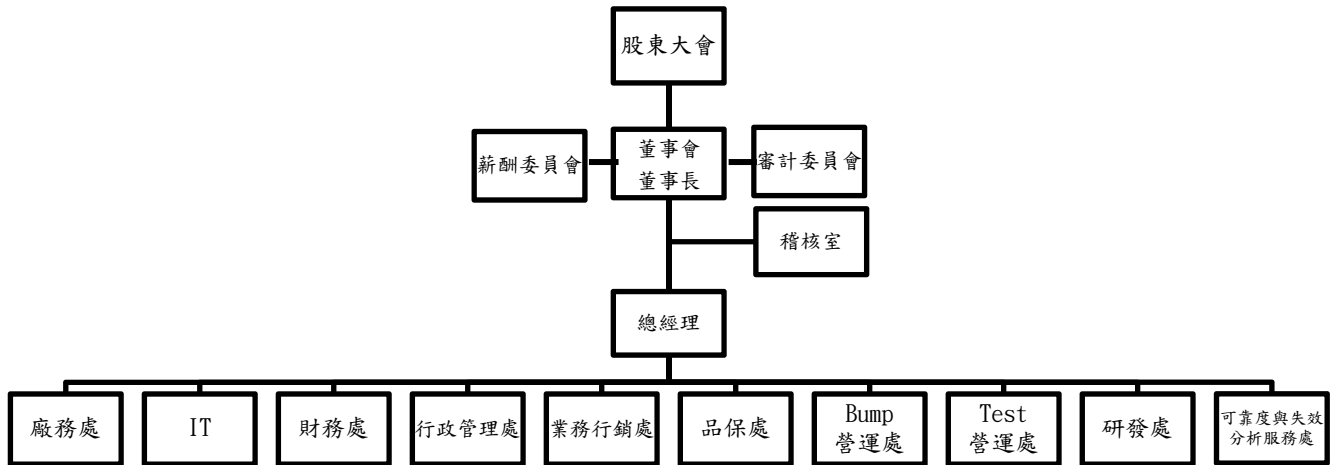 股東大會
薪酬委員會
董事會
董事長
審計委員會
稽核室
總經理
廠務處
IT
財務處
行政管理處
業務行銷處
品保處
Bump
營運處
Test
營運處
研發處
可靠度與失效
分析服務處